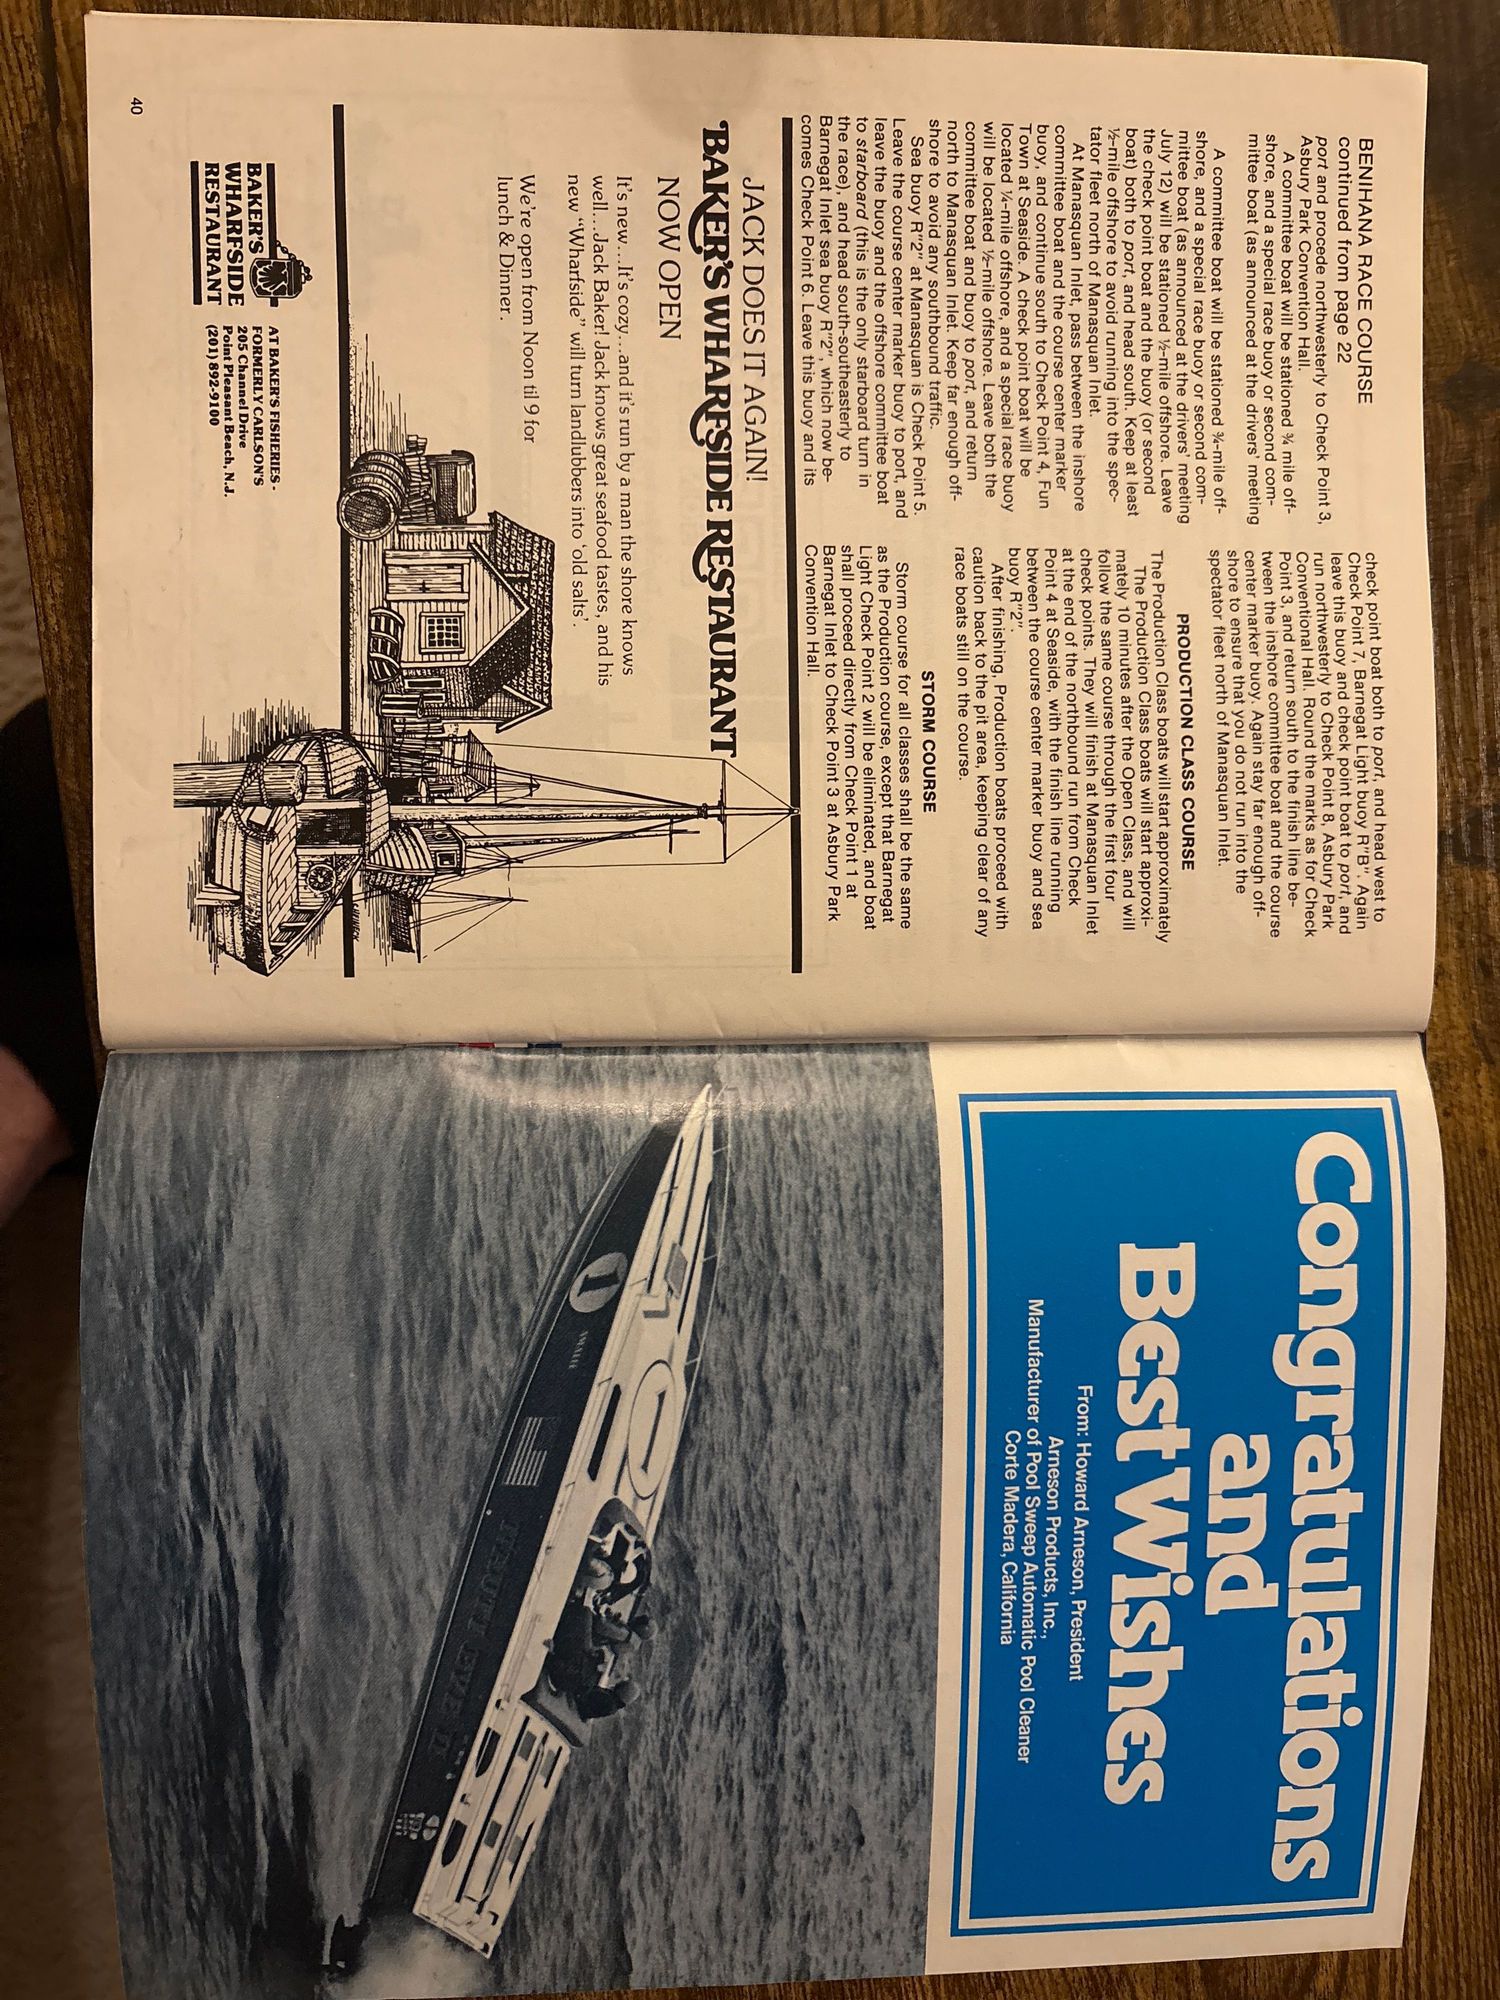 BENIHANA RACE COURSE
continued from page 22
port and procede northwesterly to Check Point 3,
Asbury Park Convention Hall.
A committee boat will be stationed ¾ mile off-
shore, and a special race buoy or second com-
mittee boat (as announced at the drivers' meeting
A committee boat will be stationed ¾-mile off-
shore, and a special race buoy or second com-
mittee boat (as announced at the drivers' meeting
July 12) will be stationed ½-mile offshore. Leave
the check point boat and the buoy (or second
boat) both to port, and head south. Keep at least
½-mile offshore to avoid running into the spec-
tator fleet north of Manasquan Inlet.
At Manasquan Inlet, pass between the inshore
committee boat and the course center marker
buoy, and continue south to Check Point 4, Fun
Town at Seaside. A check point boat will be
located ¼-mile offshore, and a special race buoy
will be located ½-mile offshore. Leave both the
committee boat and buoy to port, and return
north to Manasquan Inlet. Keep far enough off-
shore to avoid any southbound traffic.
Sea buoy R"2" at Manasquan is Check Point 5.
Leave the course center marker buoy to port, and
leave the buoy and the offshore committee boat
to starboard (this is the only starboard turn in
the race), and head south-southeasterly to
Barnegat Inlet sea buoy R"2", which now be-
comes Check Point 6. Leave this buoy and its
check point boat both to port, and head west to
Check Point 7, Barnegat Light buoy R"B". Again
leave this buoy and check point boat to port, and
run northwesterly to Check Point 8, Asbury Park
Conventional Hall. Round the marks as for Check
Point 3, and return south to the finish line be-
tween the inshore committee boat and the course
center marker buoy. Again stay far enough off-
shore to ensure that you do not run into the
spectator fleet north of Manasquan Inlet.
PRODUCTION CLASS COURSE
The Production Class boats will start approximately
The Production Class boats will start approxi-
mately 10 minutes after the Open Class, and will
follow the same course through the first four
check points. They will finish at Manasquan Inlet
at the end of the northbound run from Check
Point 4 at Seaside, with the finish line running
between the course center marker buoy and sea
buoy R"2".
After finishing, Production boats proceed with
caution back to the pit area, keeping clear of any
race boats still on the course.
STORM COURSE
Storm course for all classes shall be the same
as the Production course, except that Barnegat
Light Check Point 2 will be eliminated, and boat
shall proceed directly from Check Point 1 at
Barnegat Inlet to Check Point 3 at Asbury Park
Convention Hall.
JACK DOES IT AGAIN!
BAKER'S WHARFSIDE RESTAURANT
NOW OPEN
It's new...It's cozy...and it's run by a man the shore knows
well...Jack Baker! Jack knows great seafood tastes, and his
new "Wharfside" will turn landlubbers into 'old salts'.
We're open from Noon til 9 for
lunch & Dinner.
BAKER'S
WHARFSIDE
RESTAURANT
AT BAKER'S FISHERIES -
FORMERLY CARLSON'S
205 Channel Drive
Point Pleasant Beach, N.J.
(201) 892-9100
40
Congratulations
and
Best Wishes
From: Howard Arneson, President
Arneson Products, Inc.,
Manufacturer of Pool Sweep Automatic Pool Cleaner
Corte Madera, California
1